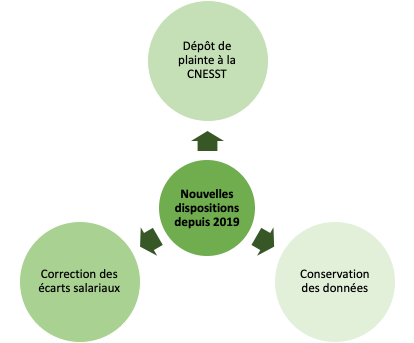 Dépôt de
plainte à la
CNESST
Nouvelles
dispositions
depuis 2019
Correction des
écarts salariaux
Conservation
des données